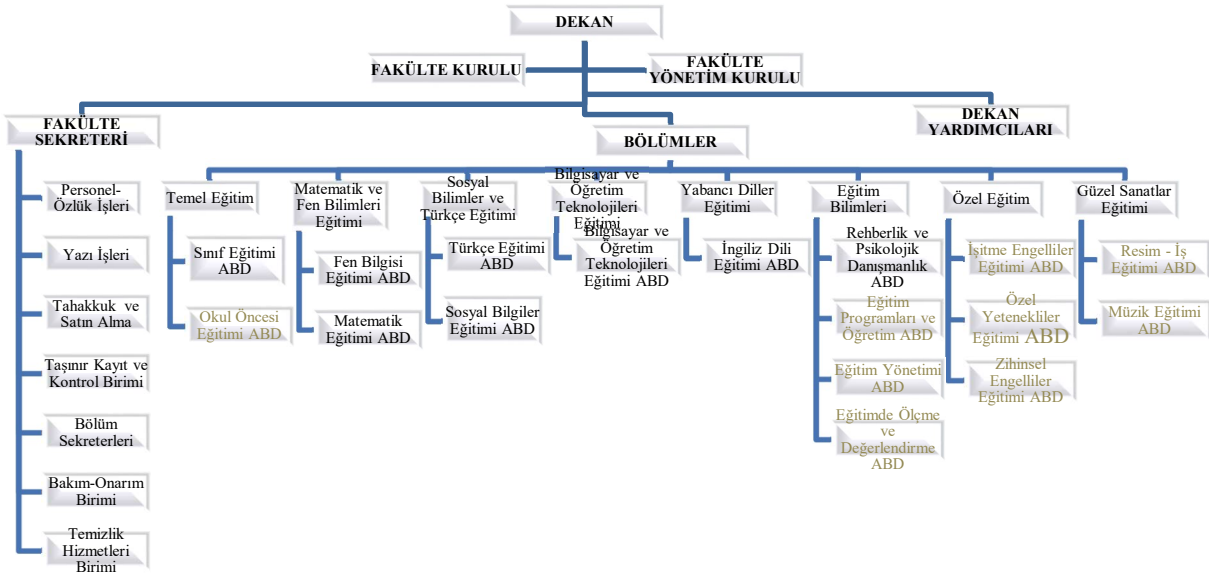 DEKAN
FAKÜLTE KURULU
FAKÜLTE
YÖNETİM KURULU
DEKAN
YARDIMCILARI
FAKÜLTE
SEKRETERİ
BÖLÜMLER
Personel-
Özlük İşleri
Yazı İşleri
Tahakkuk ve
Satın Alma
Taşınır Kayıt ve
Kontrol Birimi
Bölüm
Sekreterleri
Bakım-Onarım
Birimi
Temizlik
Hizmetleri
Birimi
Temel Eğitim
Sınıf Eğitimi
ABD
Okul Öncesi
Eğitimi ABD
Matematik ve
Fen Bilimleri
Eğitimi
Fen Bilgisi
Eğitimi ABD
Matematik
Eğitimi ABD
Sosyal
Bilimler ve
Türkçe Eğitimi
Türkçe Eğitimi
ABD
Sosyal Bilgiler
Eğitimi ABD
Bilgisayar ve
Öğretim
Teknolojileri
Eğitimi
Bilgisayar ve
Öğretim
Teknolojileri
Eğitimi ABD
Yabancı Diller
Eğitimi
İngiliz Dili
Eğitimi ABD
Eğitim
Bilimleri
Rehberlik ve
Psikolojik
Danışmanlık
ABD
Eğitim
Programları ve
Öğretim ABD
Eğitim Yönetimi
ABD
Eğitimde Ölçme
ve
Değerlendirme
ABD
Özel Eğitim
İşitme Engelliler
Eğitimi ABD
Özel
Yetenekliler
Eğitimi ABD
Zihinsel
Engelliler
Eğitimi ABD
Güzel Sanatlar
Eğitimi
Resim - İş
Eğitimi ABD
Müzik Eğitimi
ABD